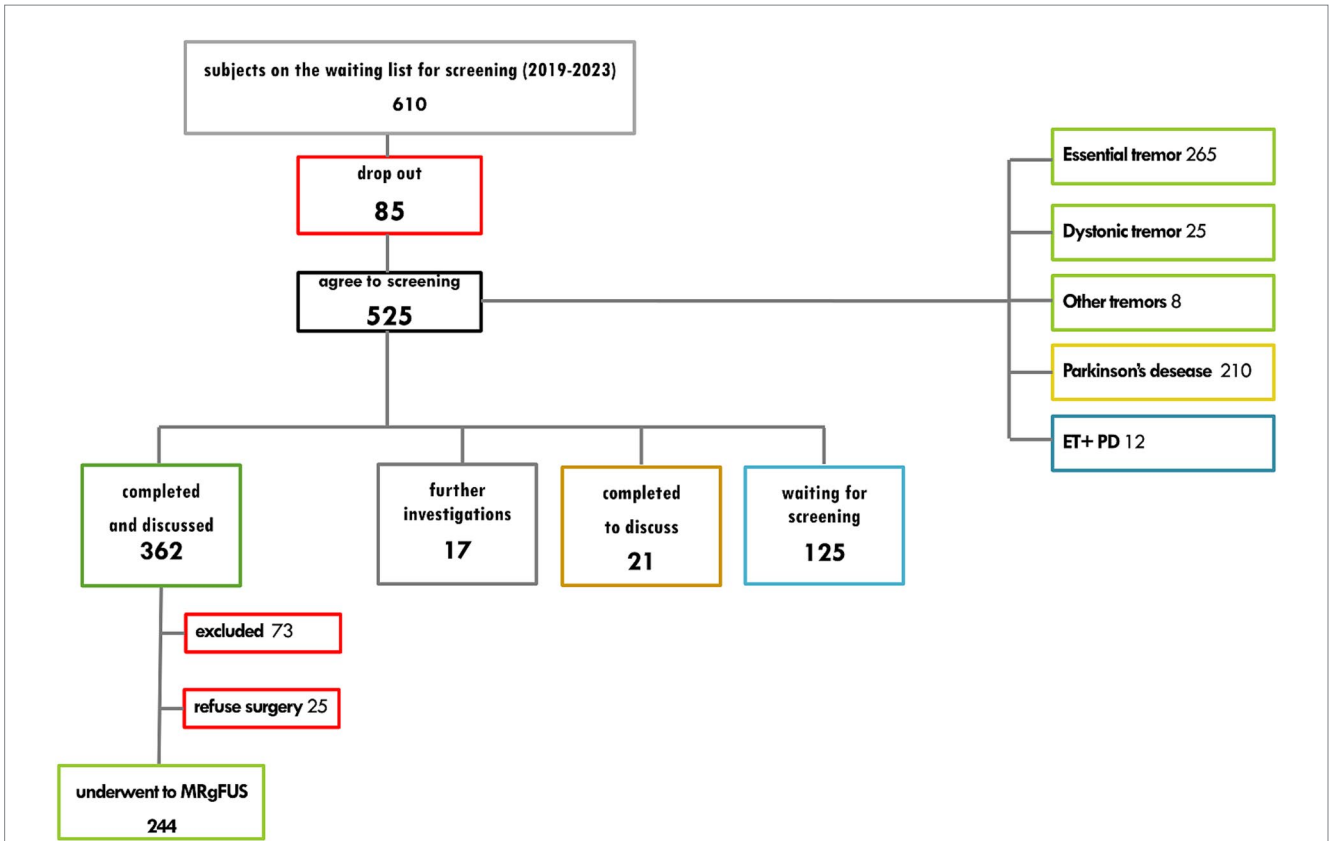 subjects on the waiting list for screening (2019-2023)
610
drop out
85
agree to screening
525
Essential tremor 265
Dystonic tremor 25
Other tremors 8
Parkinson's desease 210
ET+ PD 12
completed
and discussed
362
further
investigations
17
completed
to discuss
21
waiting for
screening
125
excluded 73
refuse surgery 25
underwent to MRgFUS
244